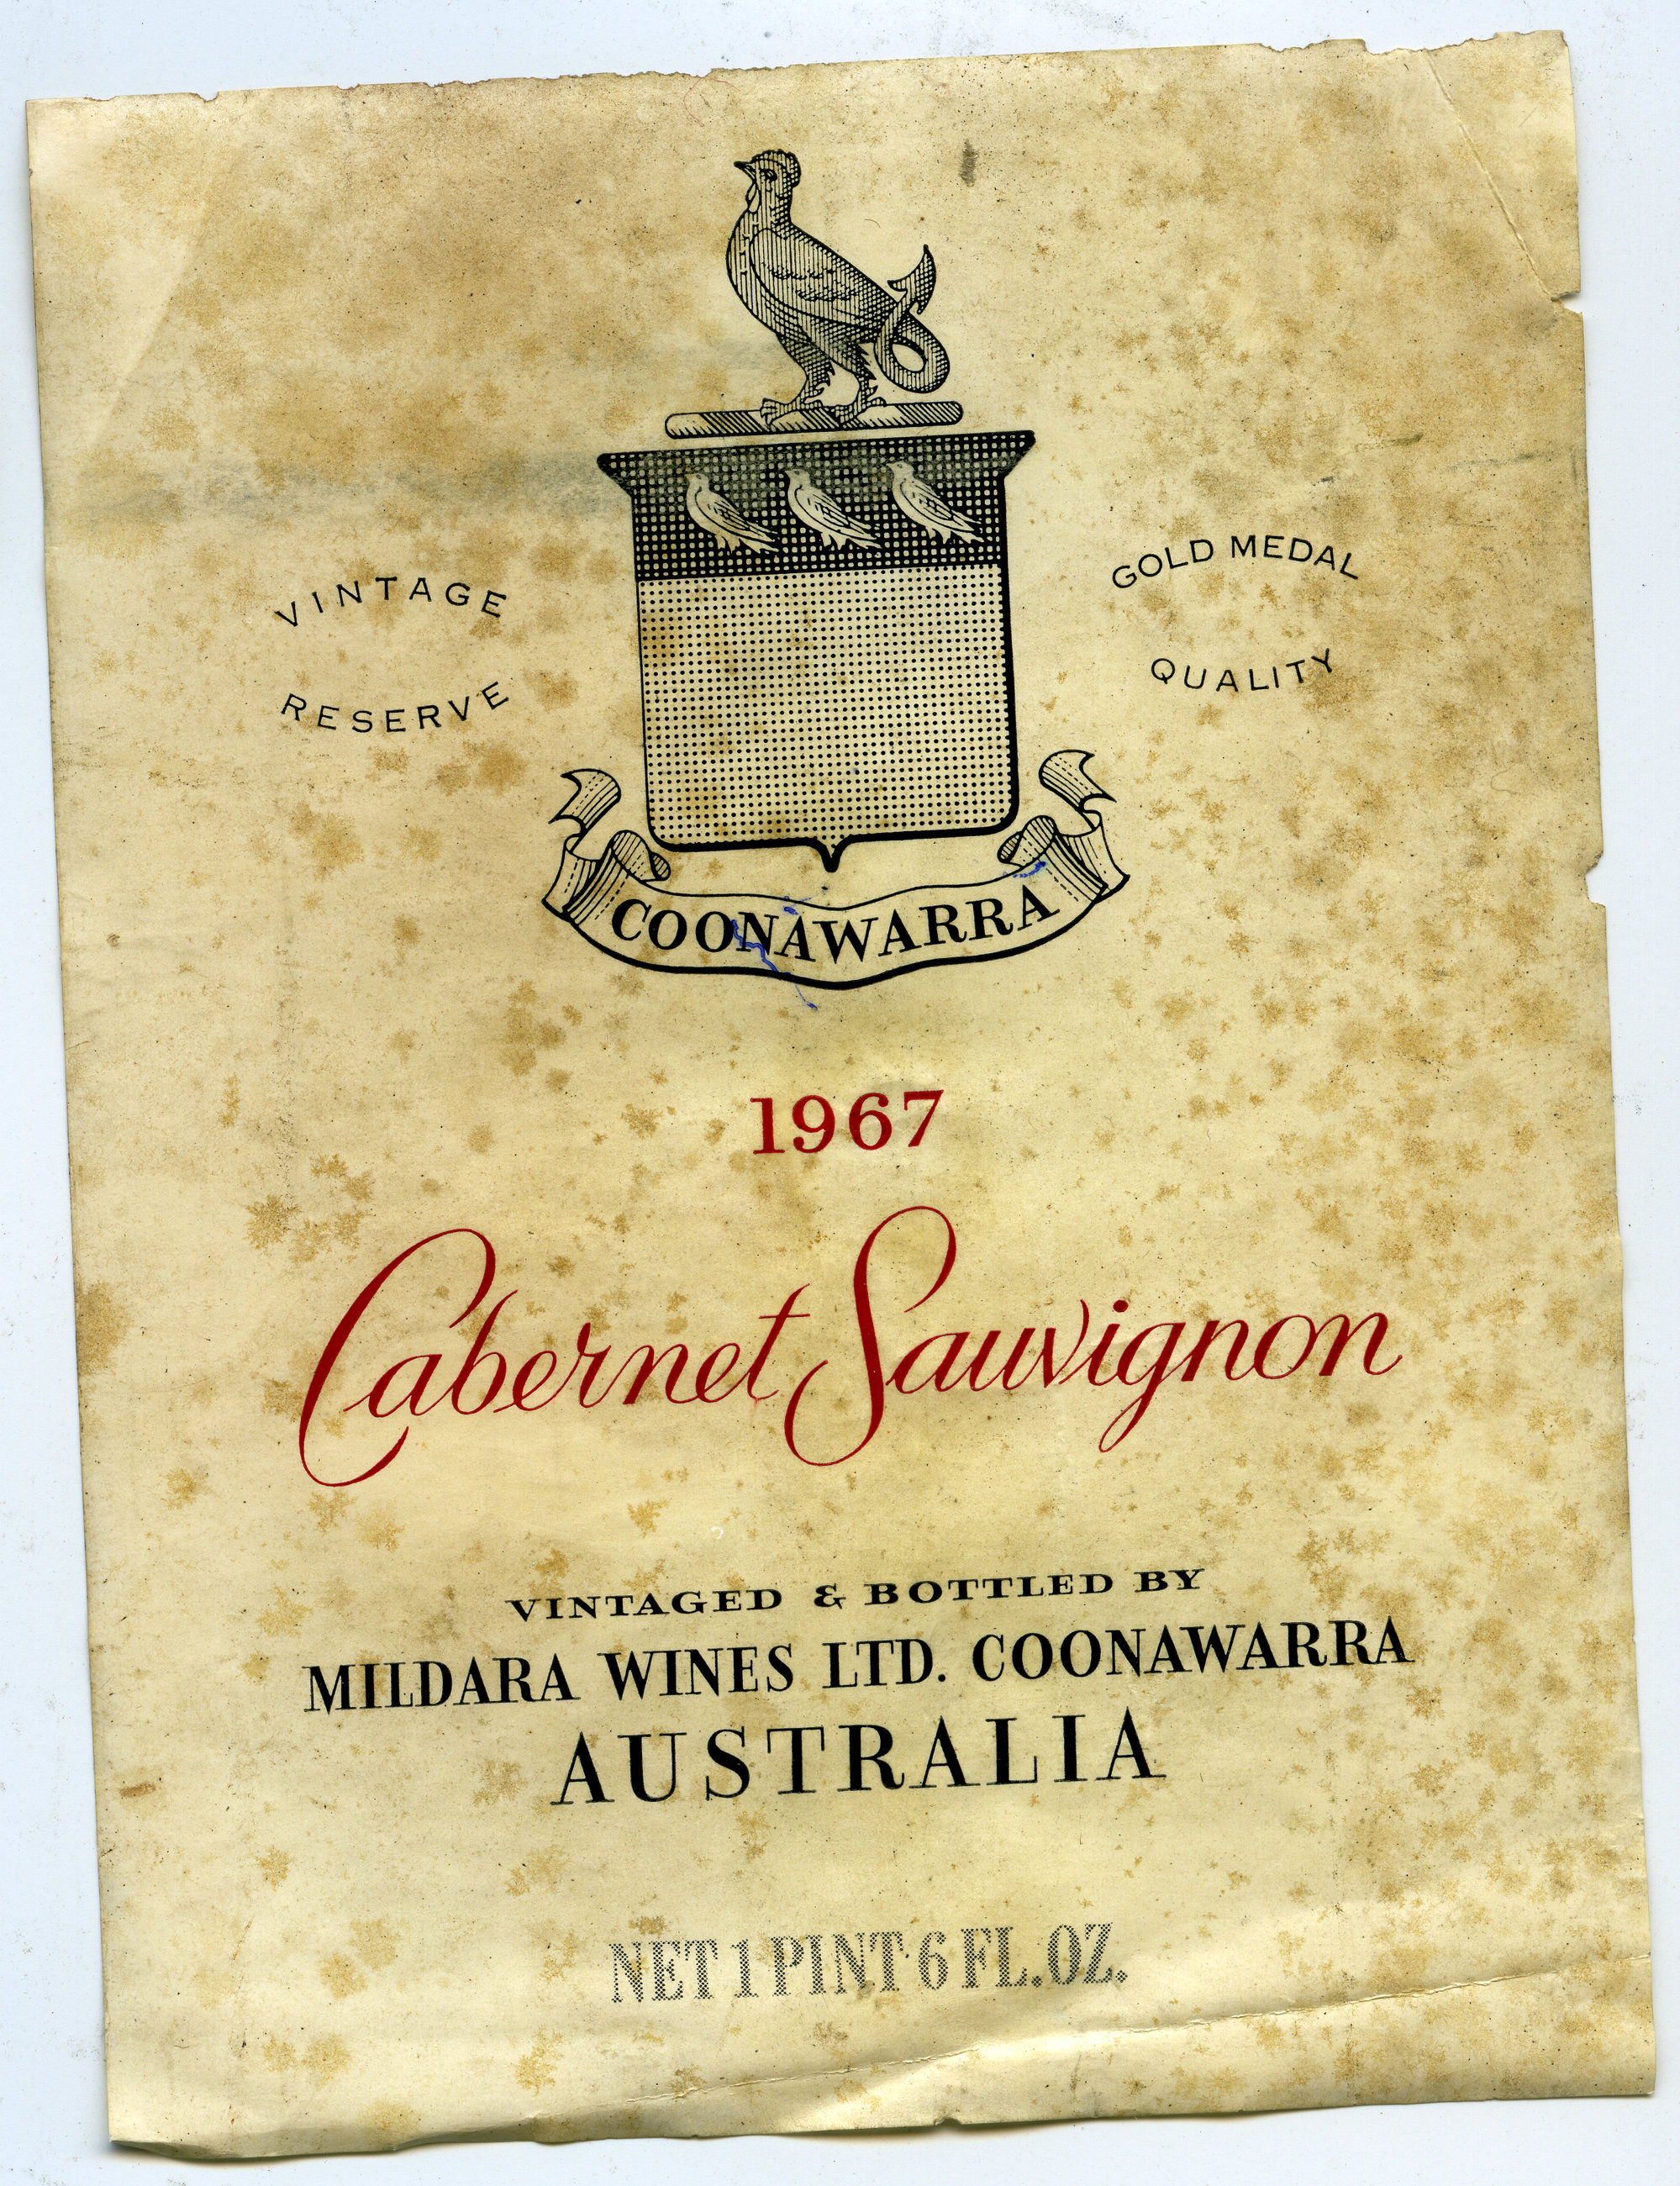 VINTAGE
RESERVE
GOLD MEDAL
QUALITY
COONAWARRA
1967
Cabernet Sauvignon
VINTAGED & BOTTLED BY
MILDARA WINES LTD. COONAWARRA
AUSTRALIA
NET 1 PINT·6 FL.OZ.